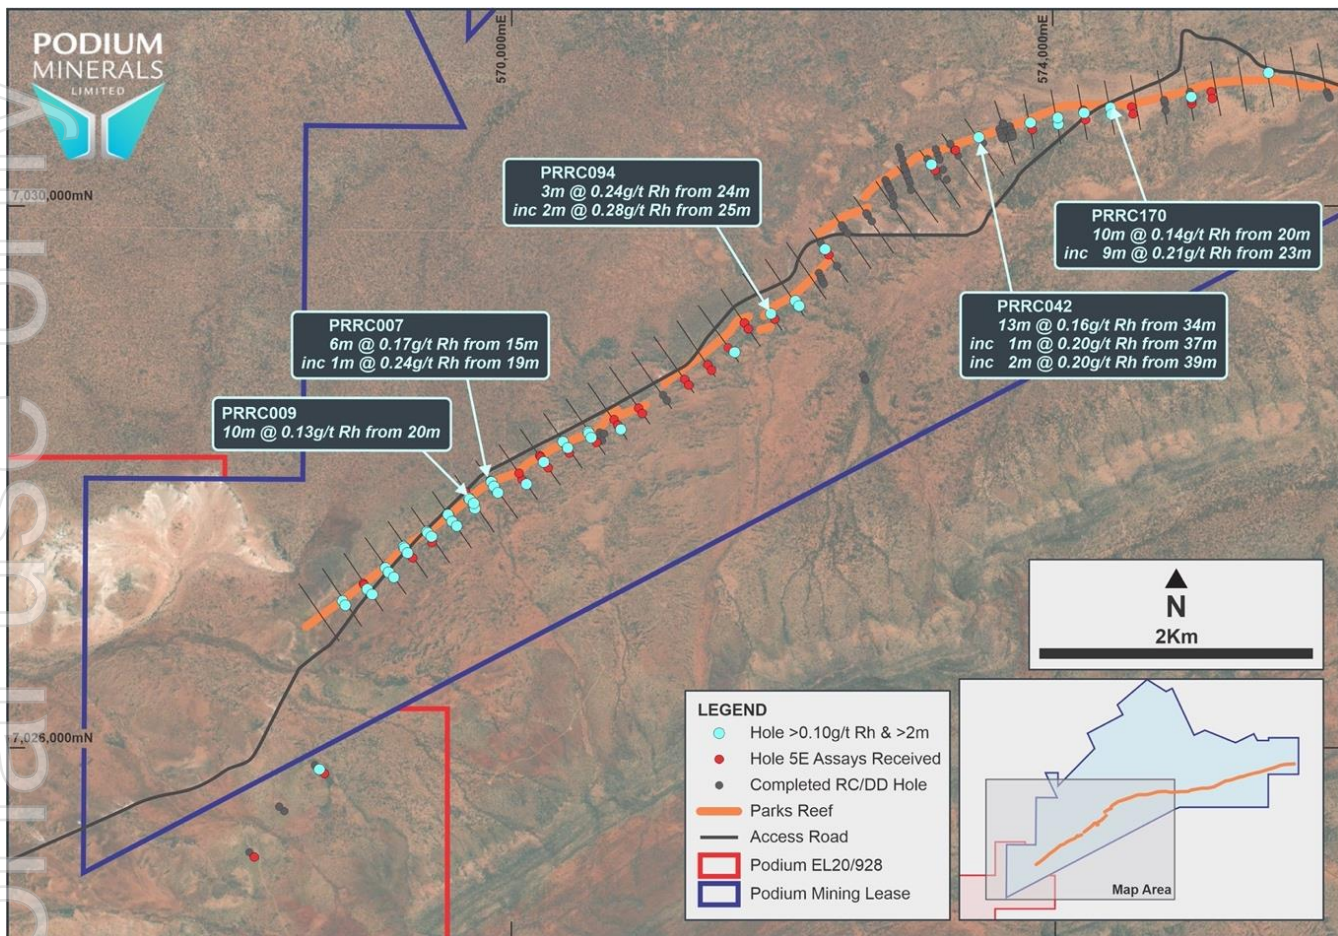 PODIUM
MINERALS
LIMITED
570,000mE
574,000mE
7,030,000mN
PRRC094
3m @ 0.24g/t Rh from 24m
inc 2m @ 0.28g/t Rh from 25m
PRRC170
10m @ 0.14g/t Rh from 20m
inc 9m @ 0.21g/t Rh from 23m
PRRC042
13m @ 0.16g/t Rh from 34m
inc 1m @ 0.20g/t Rh from 37m
inc 2m @ 0.20g/t Rh from 39m
PRRC007
6m @ 0.17g/t Rh from 15m
inc 1m @ 0.24g/t Rh from 19m
PRRC009
10m @ 0.13g/t Rh from 20m
7,026,000mN
N
2Km
LEGEND
Hole >0.10g/t Rh & >2m
Hole 5E Assays Received
Completed RC/DD Hole
Parks Reef
Access Road
Podium EL20/928
Podium Mining Lease
Map Area
use only